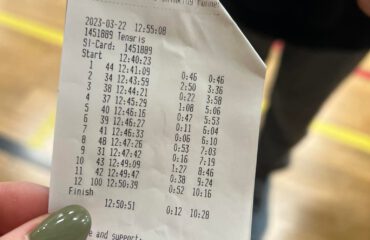 2023-03-22 12:55:08
1451889 Tengris
SI-Card: 1451889
Start 12:40:23
1 44 12:41:09 0:46 0:46
2 34 12:43:59 2:50 3:36
3 38 12:44:21 0:22 3:58
4 37 12:45:29 1:08 5:06
5 40 12:46:16 0:47 5:53
6 46 12:46:27 0:11 6:04
7 41 12:46:33 0:06 6:10
8 48 12:47:26 0:53 7:03
9 31 12:47:42 0:16 7:19
10 43 12:49:09 1:27 8:46
11 42 12:49:47 0:38 9:24
12 100 12:50:39 0:52 10:16
Finish
12:50:51 0:12 10:28
and support: